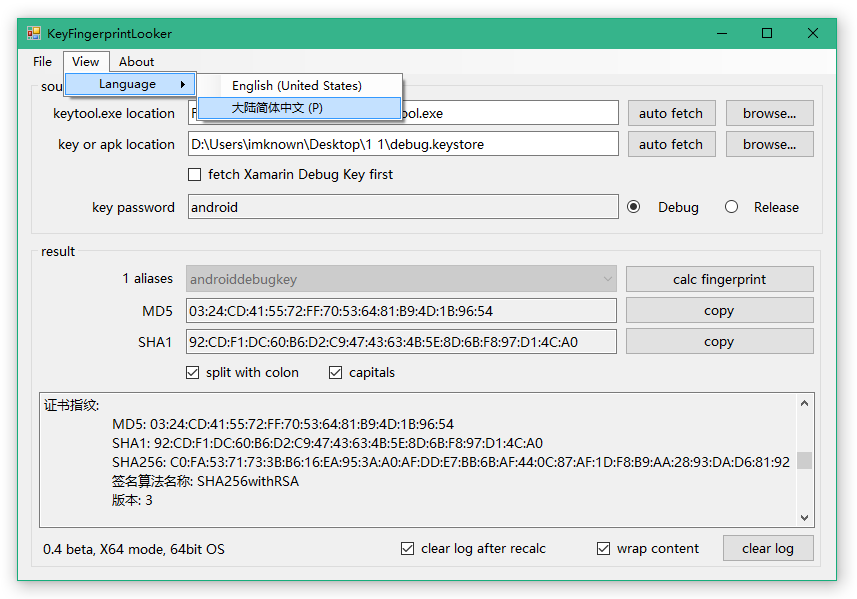 KeyFingerprintLooker
File View About
Language
English (United States)
大陆简体中文 (P)
sou
keytool.exe location
ool.exe
auto fetch
browse...
key or apk location
D:\Users\imknown\Desktop\1 1\debug.keystore
auto fetch
browse...
fetch Xamarin Debug Key first
key password
android
Debug
Release
result
1 aliases
androiddebugkey
calc fingerprint
MD5
03:24:CD:41:55:72:FF:70:53:64:81:B9:4D:1B:96:54
copy
SHA1
92:CD:F1:DC:60:B6:D2:C9:47:43:63:4B:5E:8D:6B:F8:97:D1:4C:A0
copy
split with colon
capitals
证书指纹:
MD5: 03:24:CD:41:55:72:FF:70:53:64:81:B9:4D:1B:96:54
SHA1: 92:CD:F1:DC:60:B6:D2:C9:47:43:63:4B:5E:8D:6B:F8:97:D1:4C:A0
SHA256: C0:FA:53:71:73:3B:B6:16:EA:95:3A:A0:AF:DD:E7:BB:6B:AF:44:0C:87:AF:1D:F8:B9:AA:28:93:DA:D6:81:92
签名算法名称: SHA256withRSA
版本: 3
0.4 beta, X64 mode, 64bit OS
clear log after recalc
wrap content
clear log